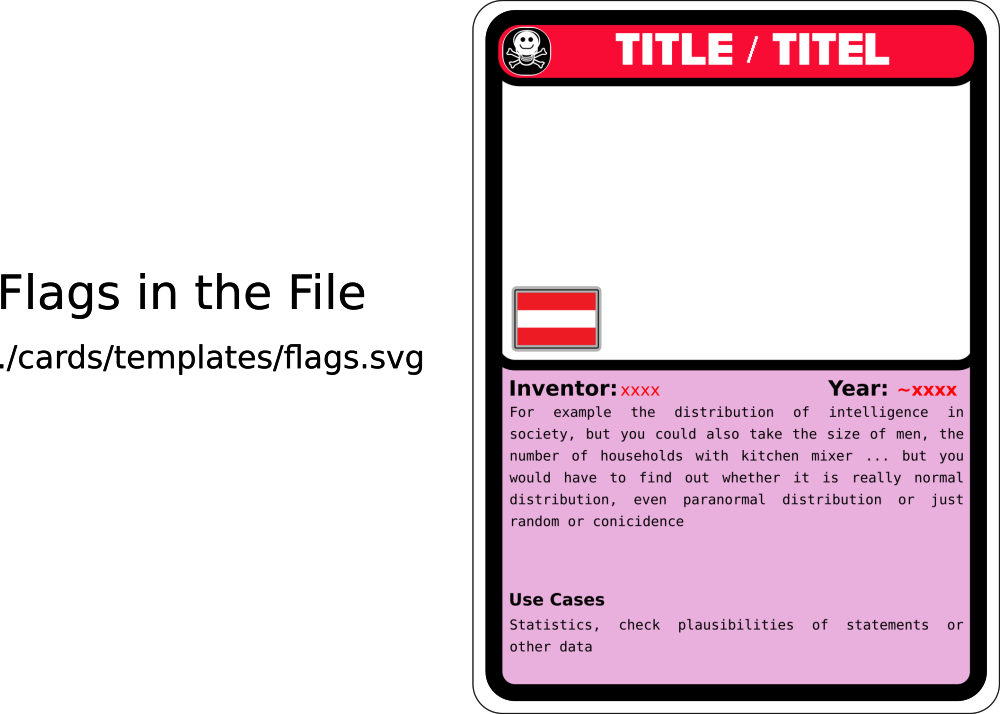 TITLE / TITEL
Flags in the File
./cards/templates/flags.svg
Inventor: xxxx
Year: ~xxxx
For example the distribution of intelligence in
society, but you could also take the size of men, the
number of households with kitchen mixer ... but you
would have to find out whether it is really normal
distribution, even paranormal distribution or just
random or conicidence
Use Cases
Statistics, check plausibilities of statements or
other data